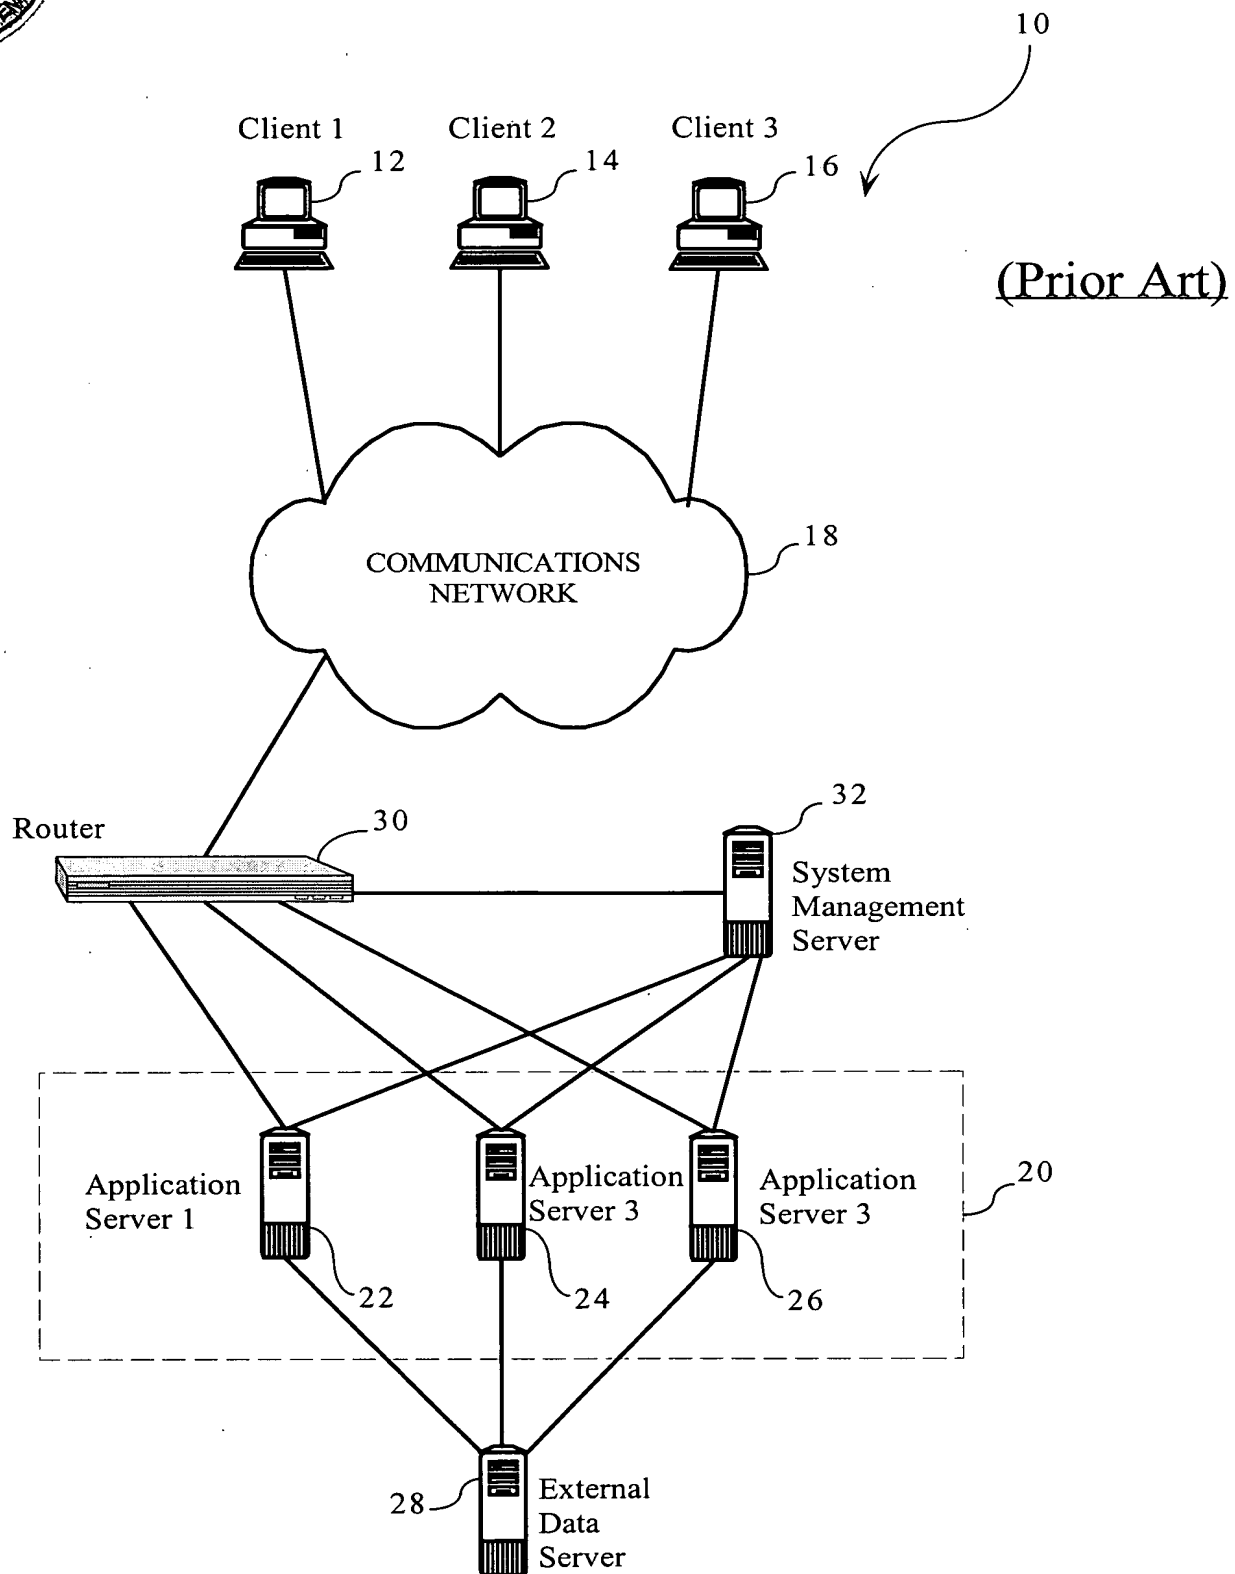 10
Client 1
Client 2
Client 3
12
14
16
(Prior Art)
18
COMMUNICATIONS
NETWORK
32
Router
30
System
Management
Server
Application
Server 1
Application
Server 3
Application
Server 3
20
22
24
26
28
External
Data
Server